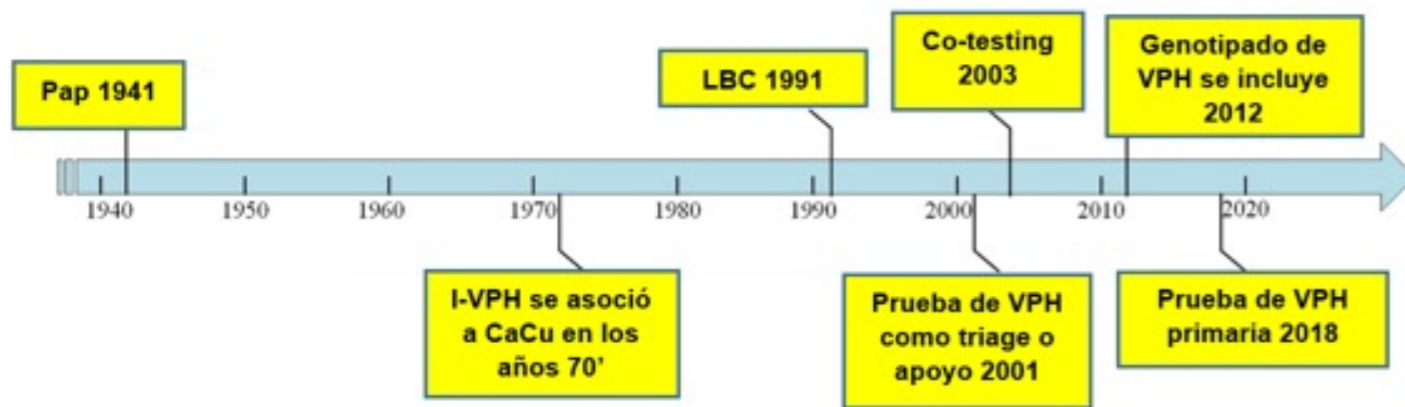 Pap 1941
LBC 1991
Co-testing
2003
Genotipado de
VPH se incluye
2012
1940
1950
1960
1970
1980
1990
2000
2010
2020
I-VPH se asoció
a CaCu en los
años 70’
Prueba de VPH
como triage o
apoyo 2001
Prueba de VPH
primaria 2018